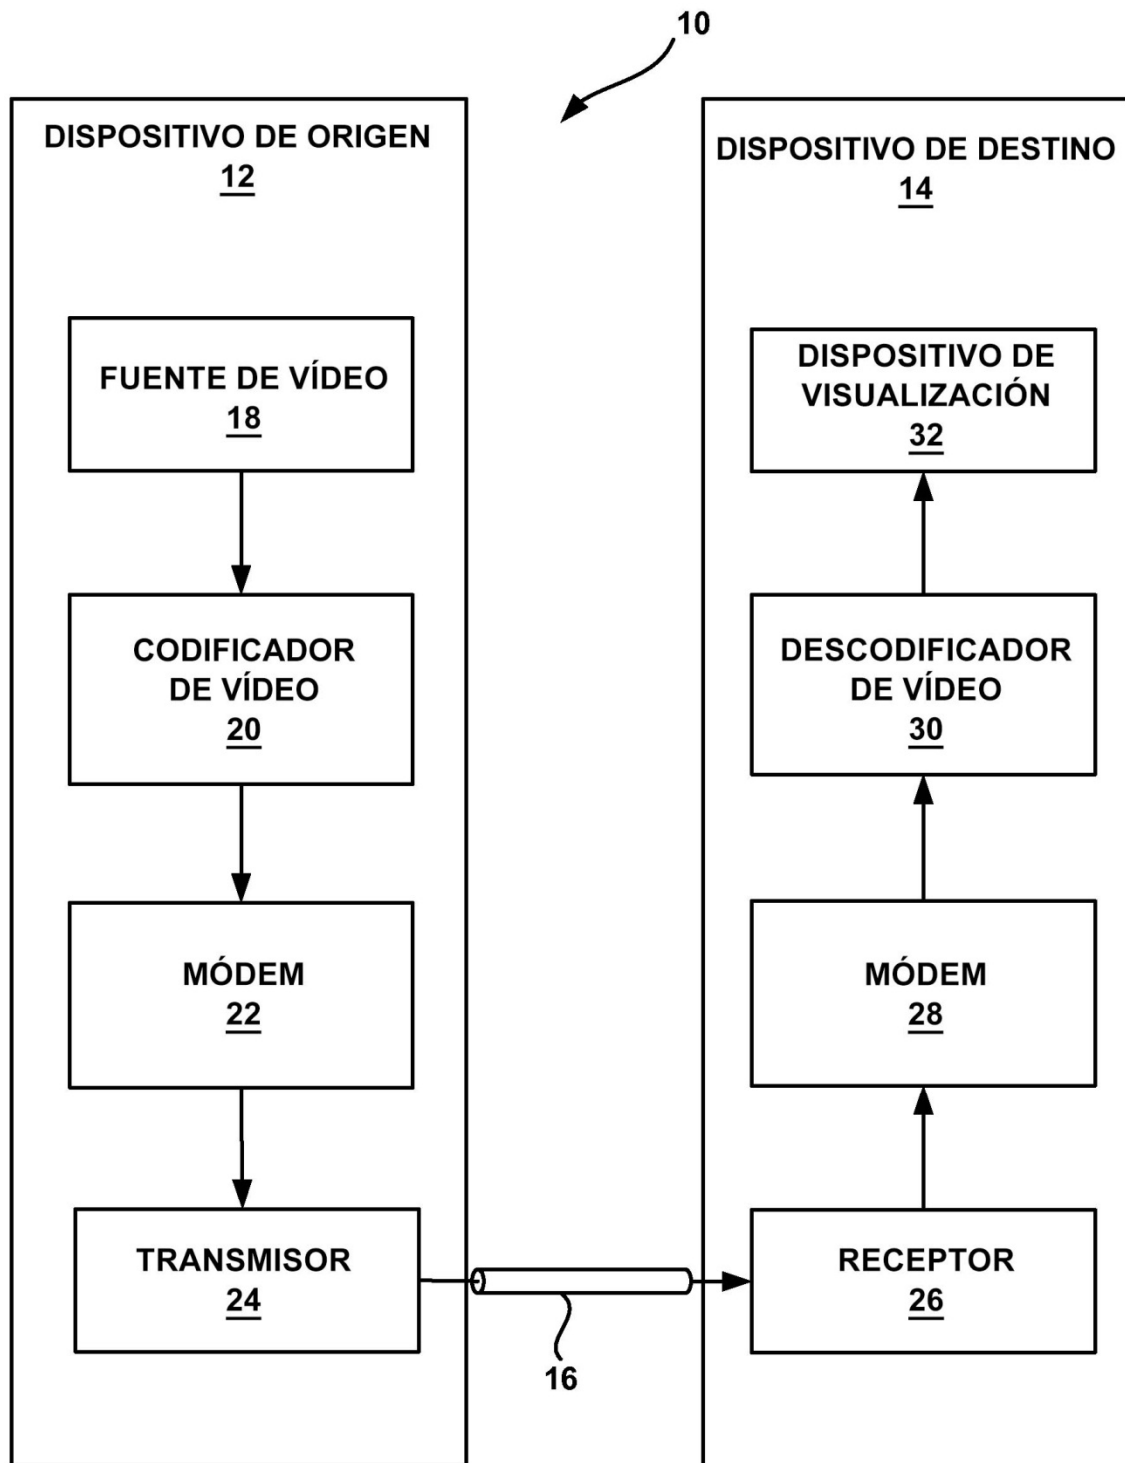 10
DISPOSITIVO DE ORIGEN
12
FUENTE DE VÍDEO
18
CODIFICADOR
DE VÍDEO
20
MÓDEM
22
TRANSMISOR
24
16
DISPOSITIVO DE DESTINO
14
DISPOSITIVO DE
VISUALIZACIÓN
32
DESCODIFICADOR
DE VÍDEO
30
MÓDEM
28
RECEPTOR
26